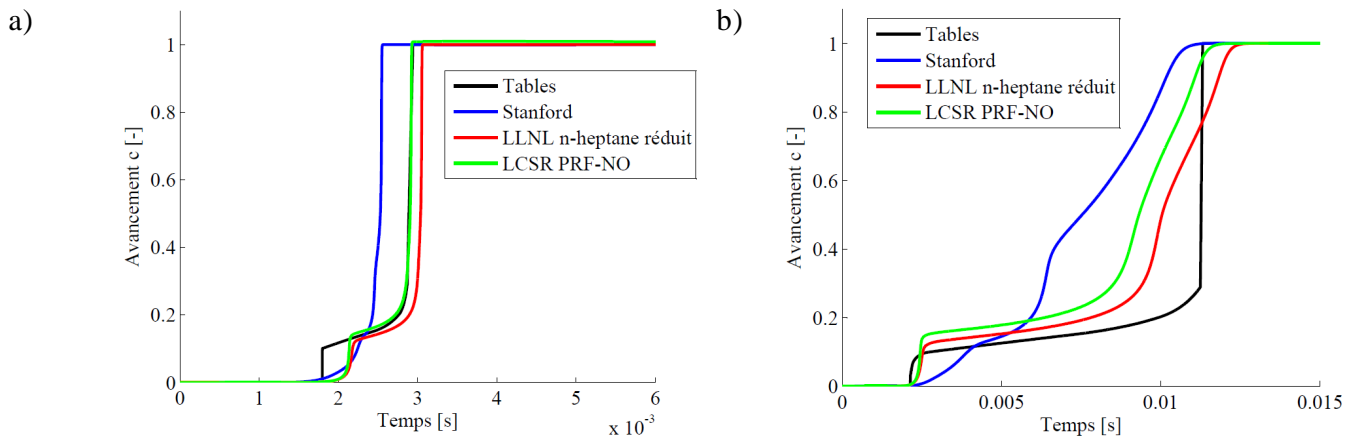 a)
Avancement c [-]
1
0.8
0.6
0.4
0.2
0
Tables
Stanford
LLNL n-heptane réduit
LCSR PRF-NO
0 1 2 3 4 5 6
Temps [s]
x 10⁻³
b)
Avancement c [-]
1
0.8
0.6
0.4
0.2
0
Tables
Stanford
LLNL n-heptane réduit
LCSR PRF-NO
0 0.005 0.01 0.015
Temps [s]